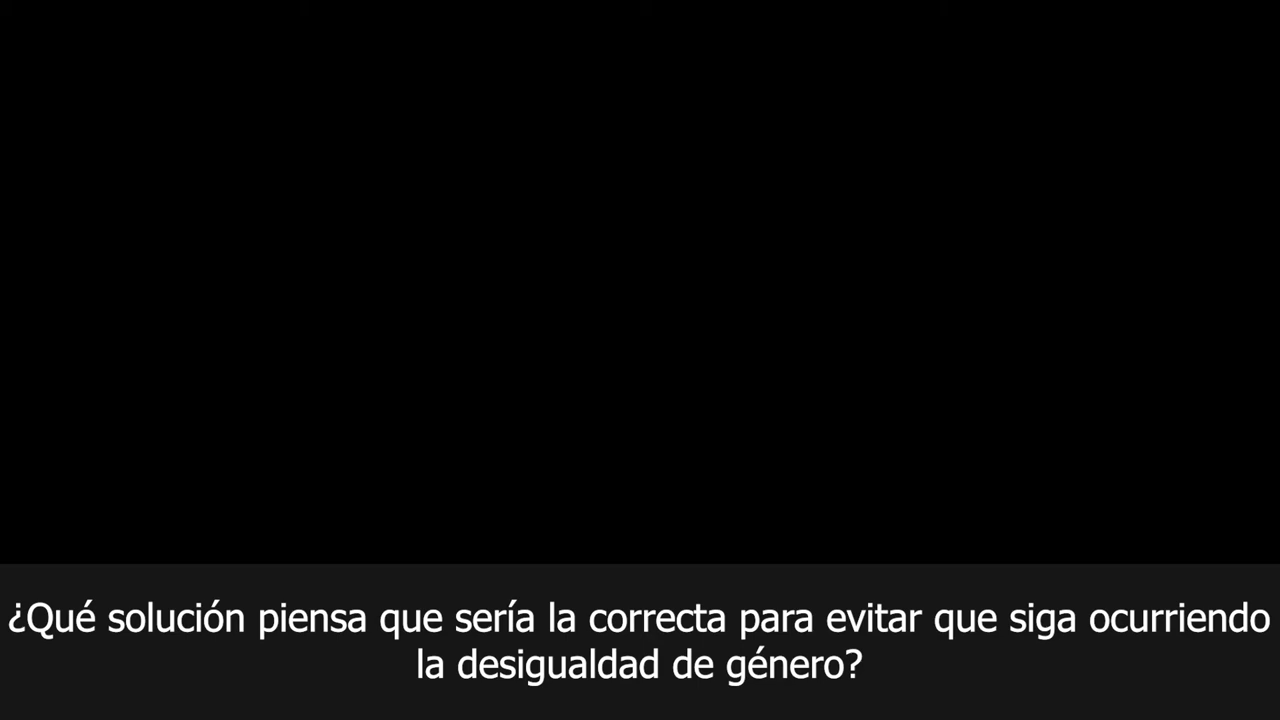 ¿Qué solución piensa que sería la correcta para evitar que siga ocurriendo
la desigualdad de género?